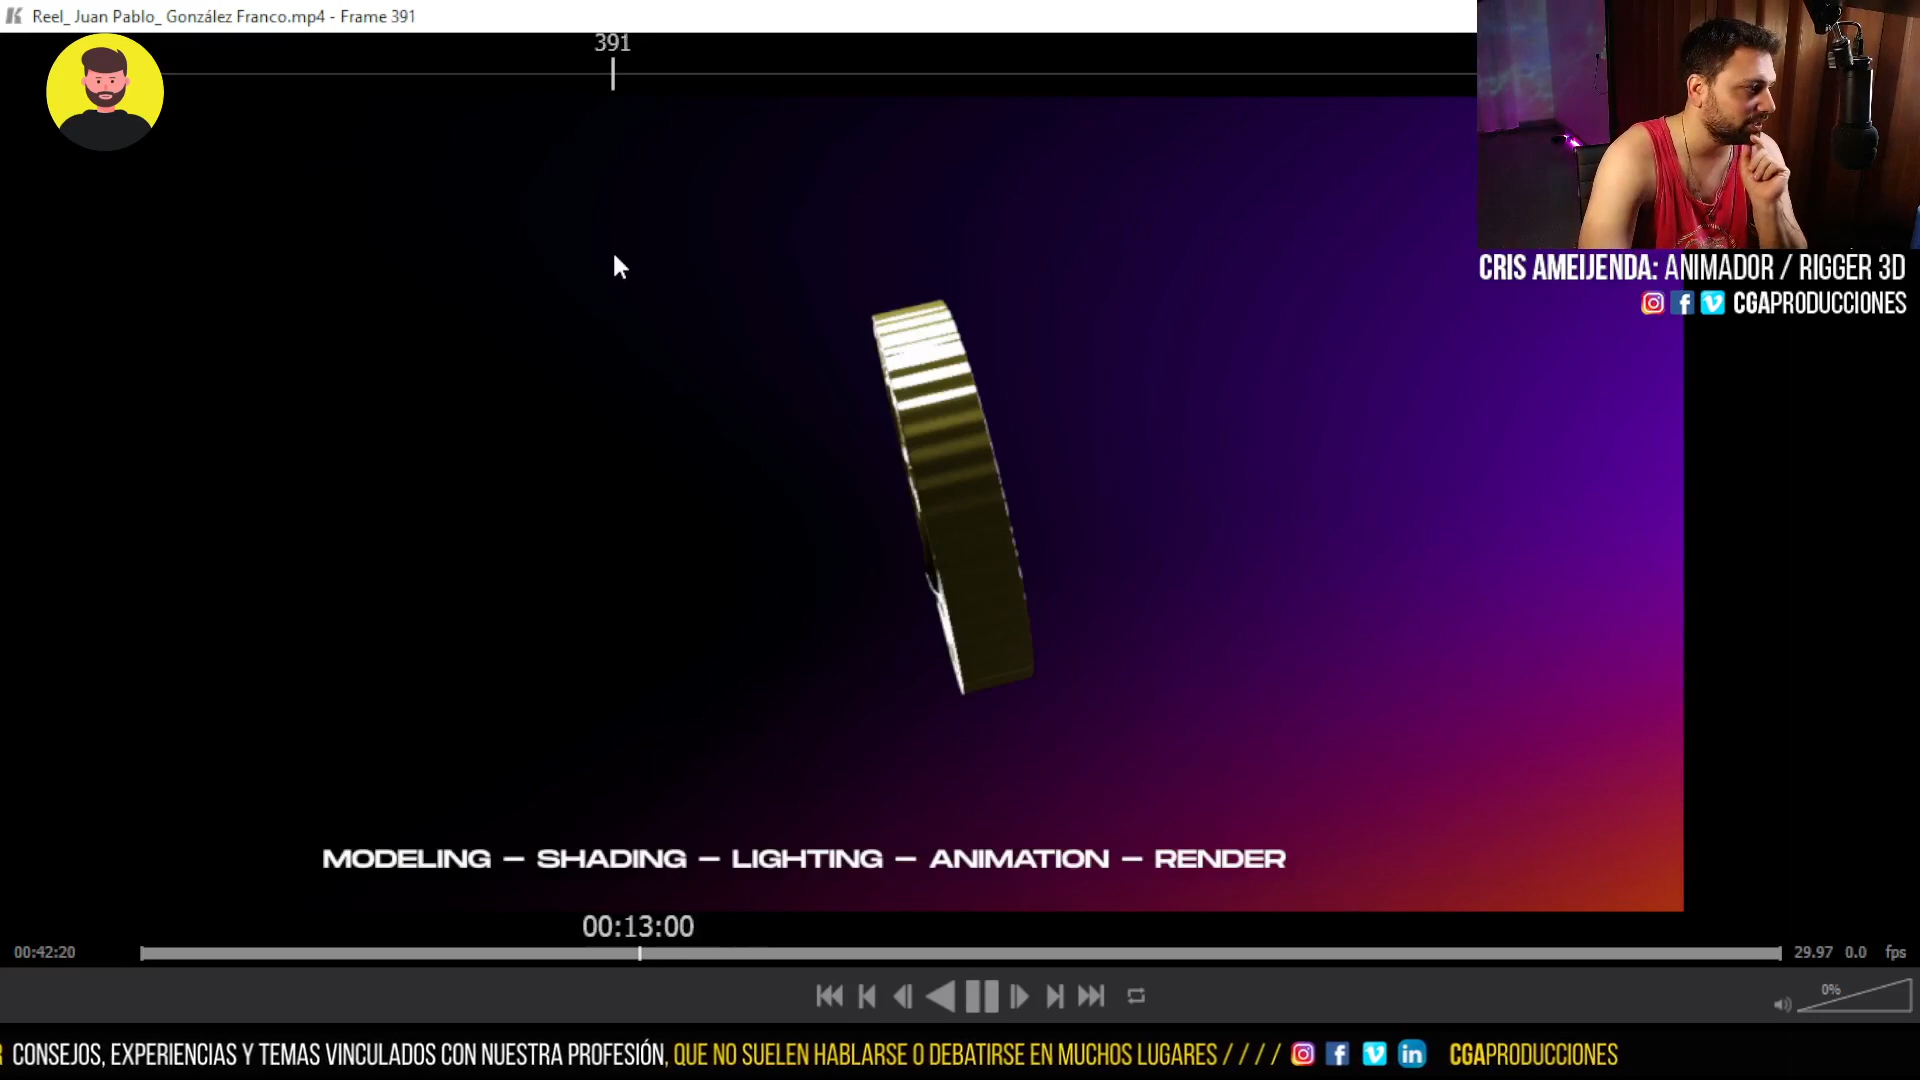 Reel_ Juan Pablo_ González Franco.mp4 - Frame 391
391
CRIS AMEIJENDA: ANIMADOR / RIGGER 3D
CGAPRODUCCIONES
MODELING — SHADING — LIGHTING — ANIMATION — RENDER
00:13:00
00:42:20
29.97 0.0 fps
0%
CONSEJOS, EXPERIENCIAS Y TEMAS VINCULADOS CON NUESTRA PROFESIÓN, QUE NO SUELEN HABLARSE O DEBATIRSE EN MUCHOS LUGARES / / / / CGAPRODUCCIONES